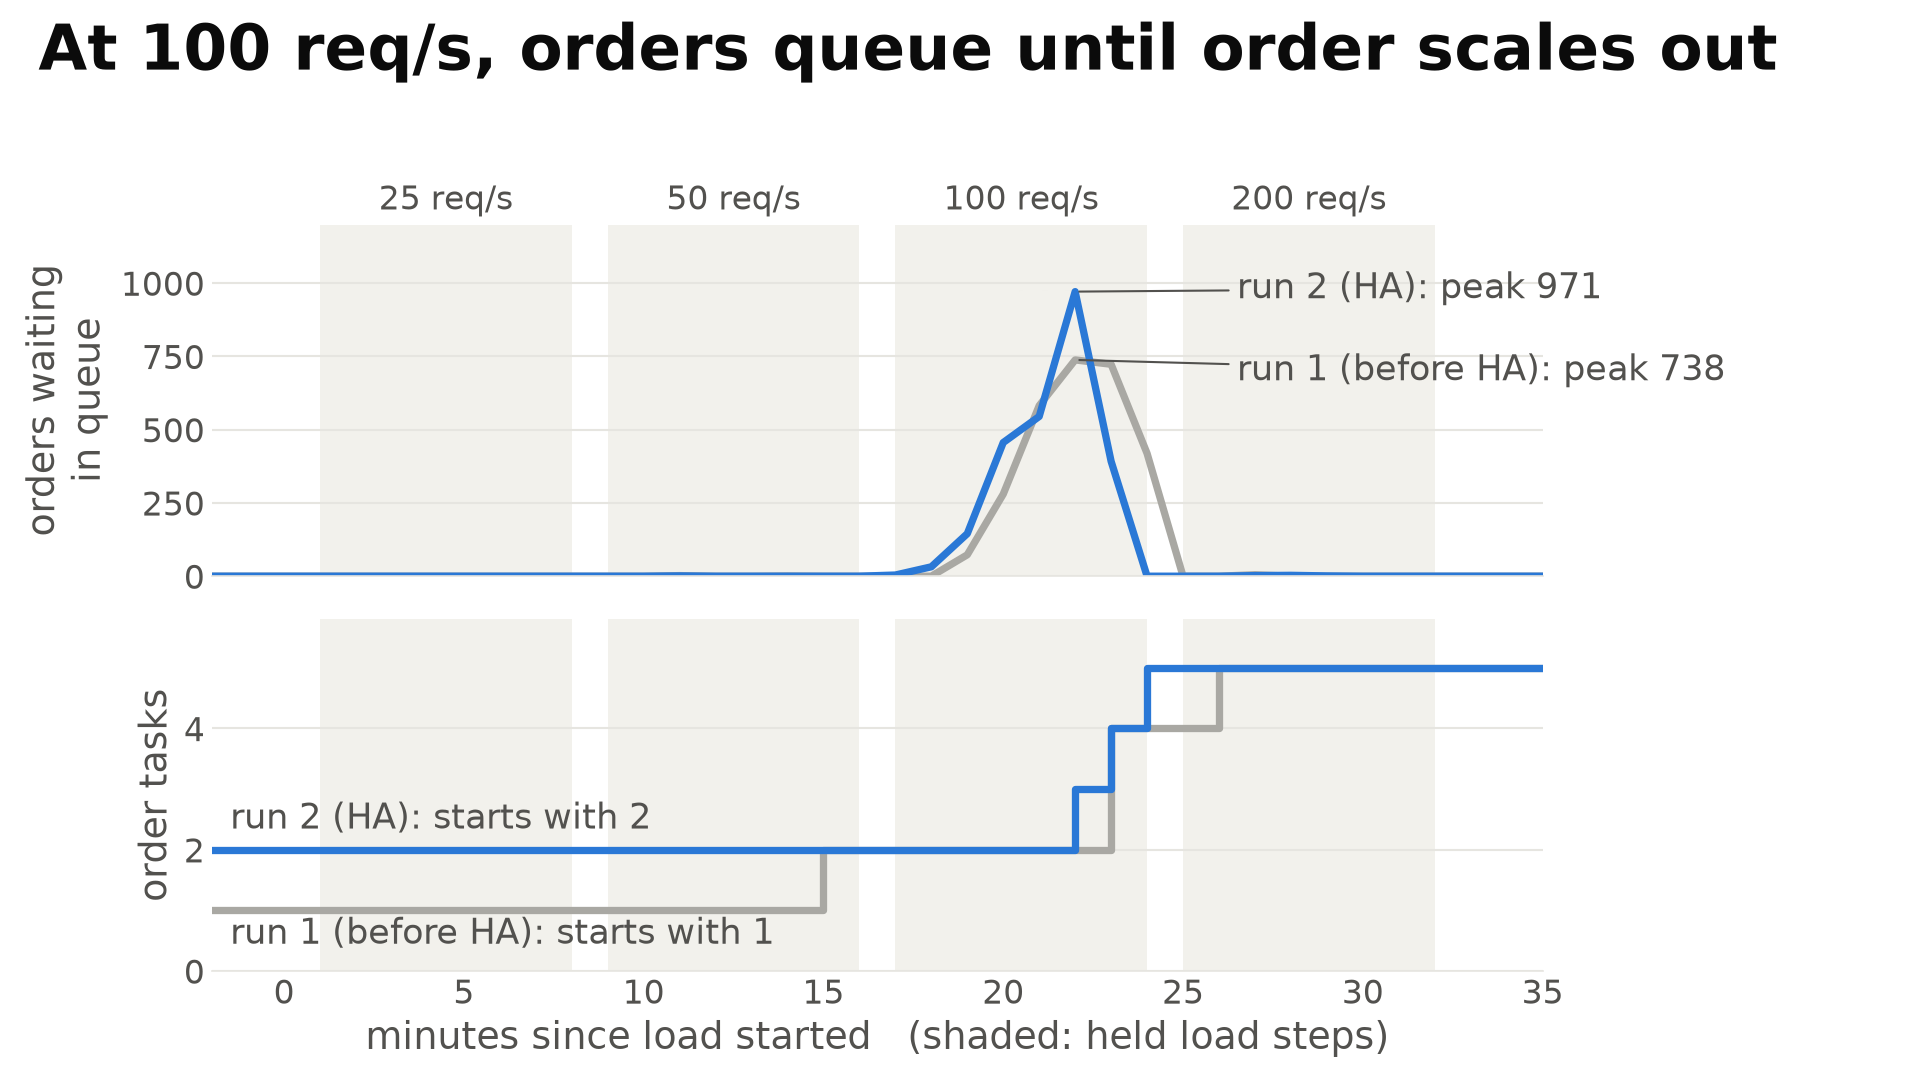 At 100 req/s, orders queue until order scales out
25 req/s
50 req/s
100 req/s
200 req/s
orders waiting
in queue
1000
750
500
250
0
run 2 (HA): peak 971
run 1 (before HA): peak 738
order tasks
4
2
0
run 2 (HA): starts with 2
run 1 (before HA): starts with 1
0
5
10
15
20
25
30
35
minutes since load started (shaded: held load steps)